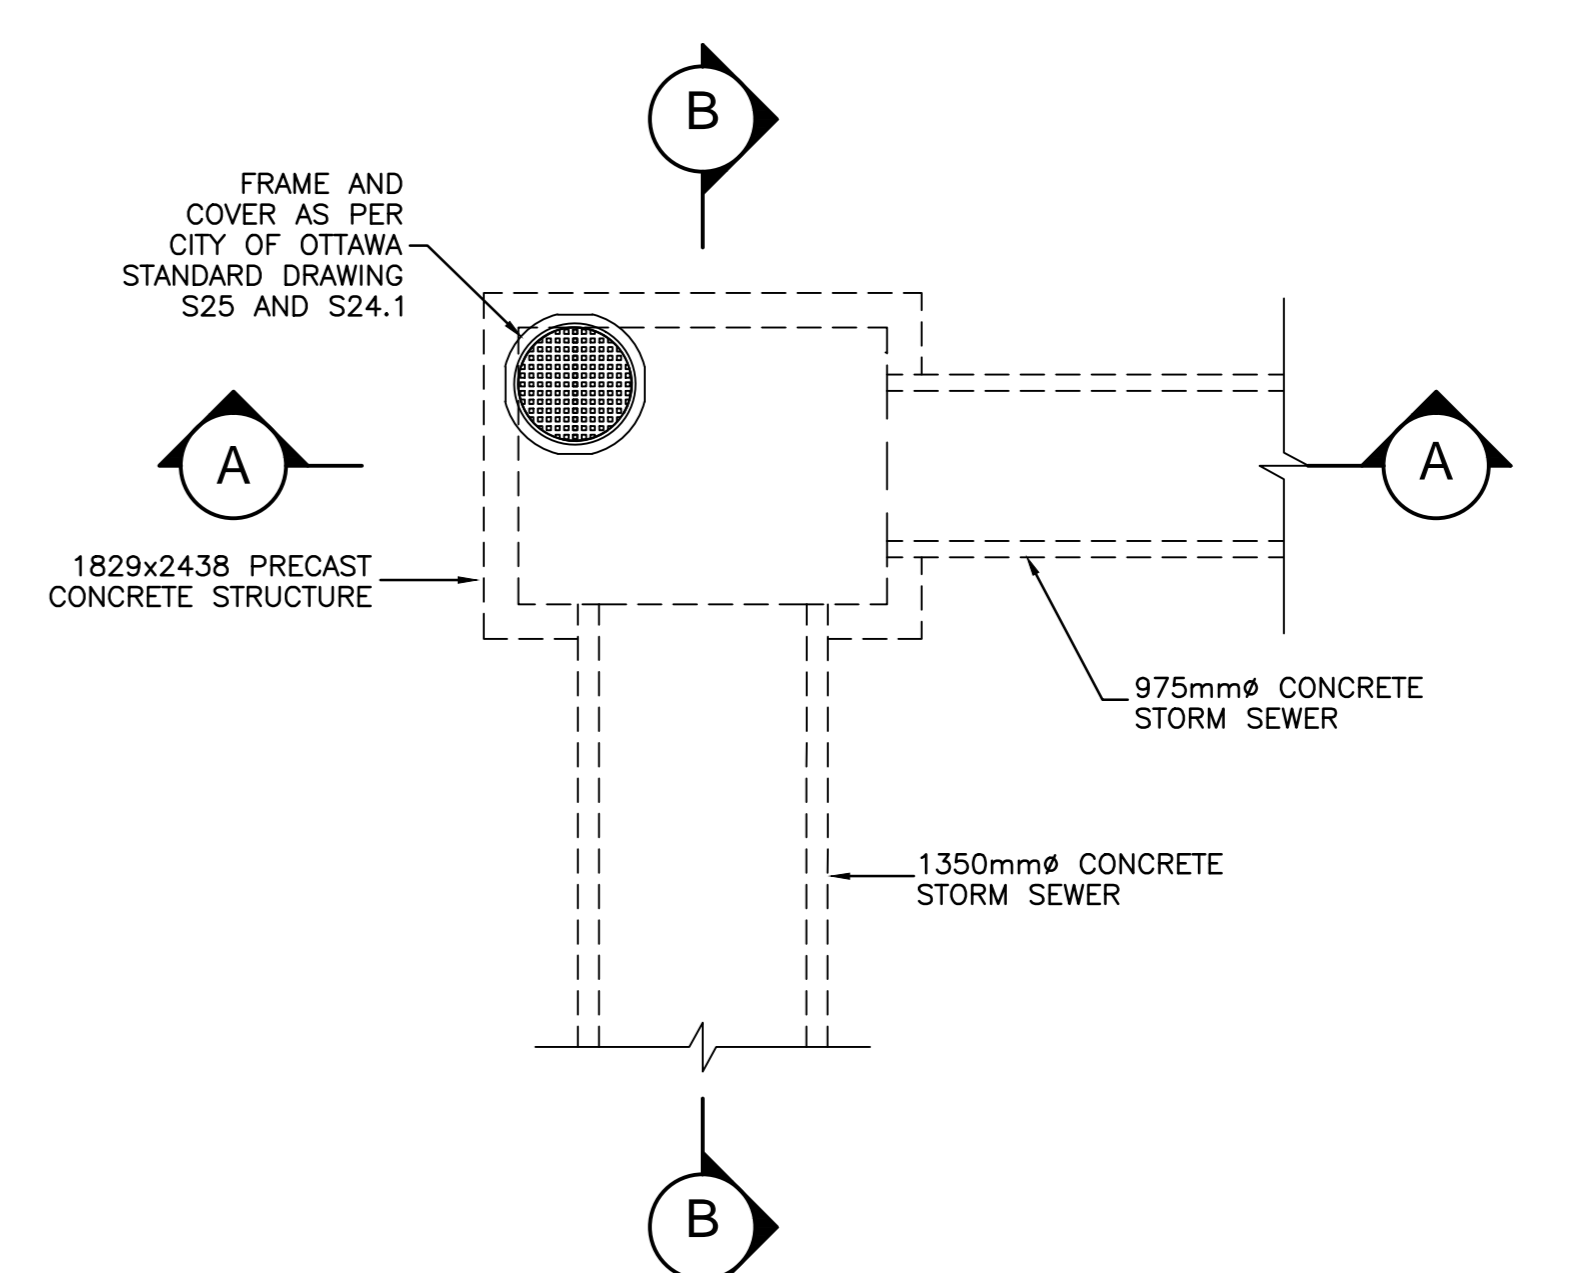 B
FRAME AND
COVER AS PER
CITY OF OTTAWA
STANDARD DRAWING
S25 AND S24.1
A
A
1829x2438 PRECAST
CONCRETE STRUCTURE
975mmø CONCRETE
STORM SEWER
1350mmø CONCRETE
STORM SEWER
B